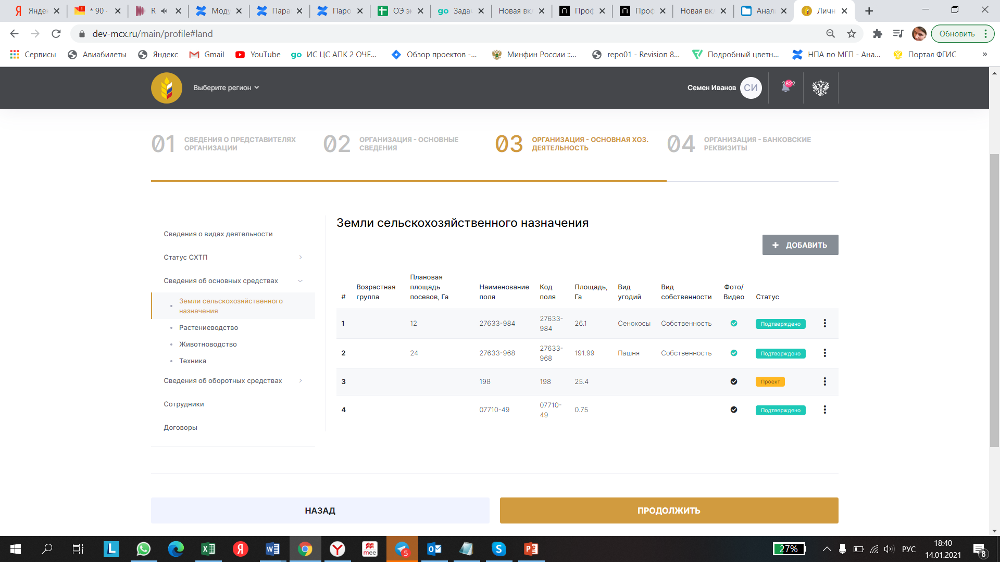 Яндек
* 90
R
Моду
Пара
Паро
ОЭ эк
Задач
Новая вкл
Проф
Проф
Новая вкл
Анал
Личн
dev-mcx.ru/main/profile#land
Обновить
Сервисы
Авиабилеты
Яндекс
Gmail
YouTube
ИС ЦС АПК 2 ОЧЕ...
Обзор проектов -...
Минфин России ::...
repo01 - Revision 8...
Подробный цветн...
НПА по МГП - Ана...
Портал ФГИС
»
Выберите регион
Семен Иванов
СИ
2822
01
СВЕДЕНИЯ О ПРЕДСТАВИТЕЛЯХ
ОРГАНИЗАЦИИ
02
ОРГАНИЗАЦИЯ - ОСНОВНЫЕ
СВЕДЕНИЯ
03
ОРГАНИЗАЦИЯ - ОСНОВНАЯ ХОЗ.
ДЕЯТЕЛЬНОСТЬ
04
ОРГАНИЗАЦИЯ - БАНКОВСКИЕ
РЕКВИЗИТЫ
Сведения о видах деятельности
Статус СХТП
Сведения об основных средствах
Земли сельскохозяйственного
назначения
Растениеводство
Животноводство
Техника
Сведения об оборотных средствах
Сотрудники
Договоры
Земли сельскохозяйственного назначения
+ ДОБАВИТЬ
#
Возрастная
группа
Плановая
площадь
посевов, Га
Наименование
поля
Код
поля
Площадь,
Га
Вид
угодий
Вид
собственности
Фото/
Видео
Статус
1
12
27633-984
27633-
984
26.1
Сенокосы
Собственность
Подтверждено
2
24
27633-968
27633-
968
191.99
Пашня
Собственность
Подтверждено
3
198
198
25.4
Проект
4
07710-49
07710-
49
0.75
Подтверждено
НАЗАД
ПРОДОЛЖИТЬ
mee
5
27%
РУС
18:40
14.01.2021
8